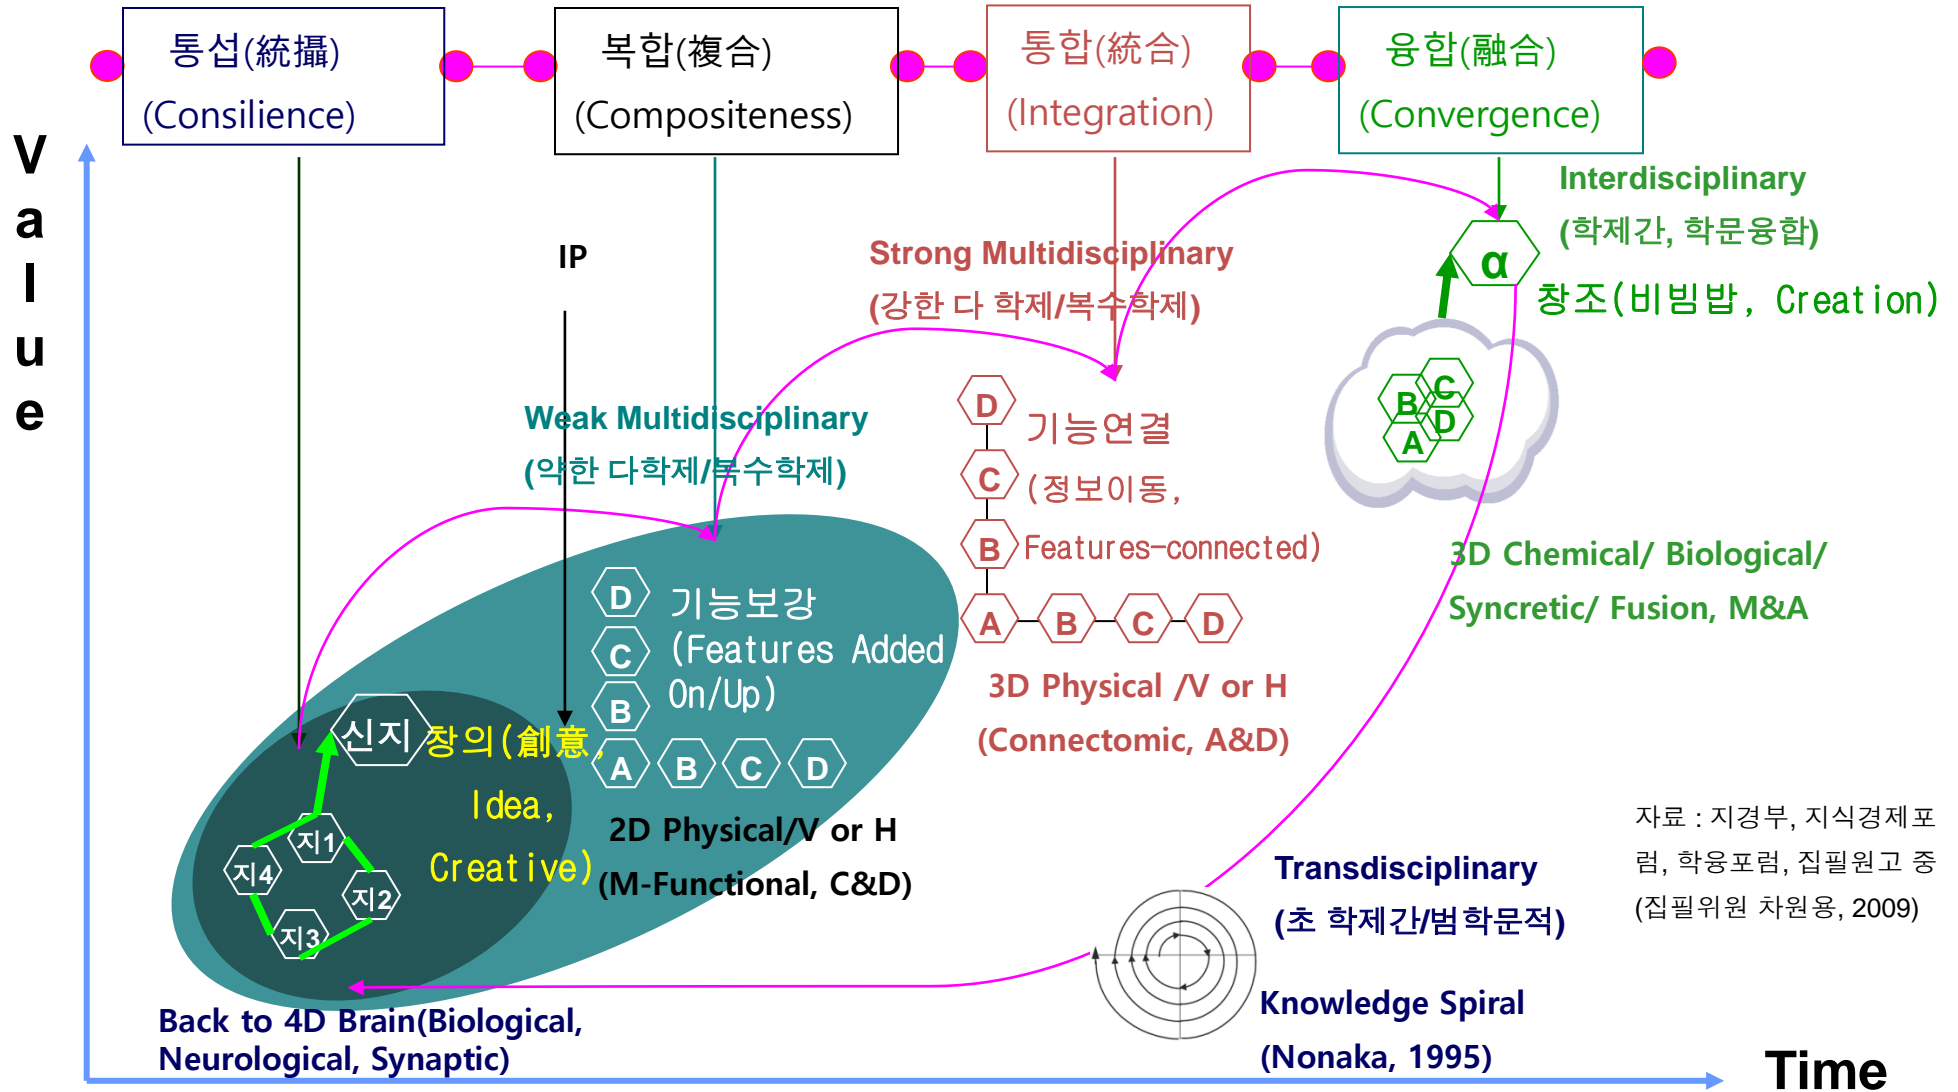 통섭(統攝)
(Consilience)
복합(複合)
(Compositeness)
통합(統合)
(Integration)
융합(融合)
(Convergence)
Value
Interdisciplinary
(학제간, 학문융합)
α
창조(비빔밥, Creation)
IP
Strong Multidisciplinary
(강한 다 학제/복수학제)
B
C
A
D
Weak Multidisciplinary
(약한 다학제/복수학제)
D
C
B
A
B
C
D
기능연결
(정보이동,
Features-connected)
3D Chemical/ Biological/
Syncretic/ Fusion, M&A
D
C
B
A
B
C
D
기능보강
(Features Added
On/Up)
3D Physical /V or H
(Connectomic, A&D)
신지
창의(創意,
Idea,
Creative)
지1
지4
지2
지3
2D Physical/V or H
(M-Functional, C&D)
자료 : 지경부, 지식경제포
럼, 학융포럼, 집필원고 중
(집필위원 차원용, 2009)
Transdisciplinary
(초 학제간/범학문적)
Knowledge Spiral
(Nonaka, 1995)
Back to 4D Brain(Biological,
Neurological, Synaptic)
Time